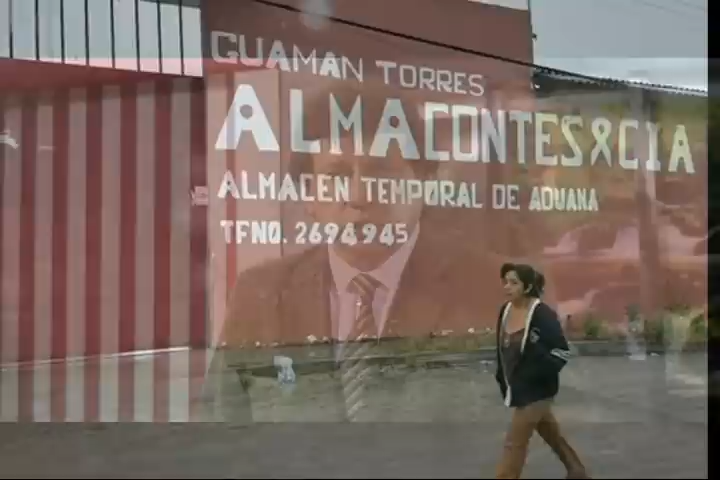 GUAMAN TORRES
ALMACONTES&CIA
ALMACEN TEMPORAL DE ADUANA
TFNO. 2694945